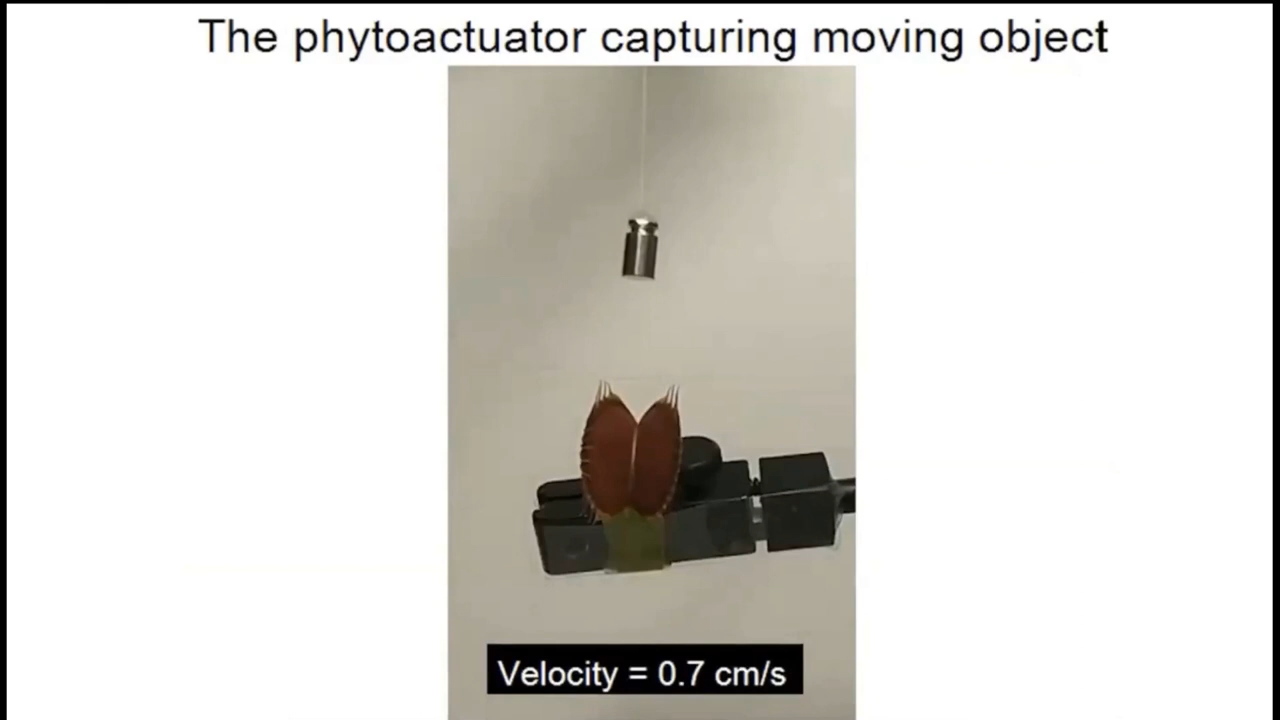 The phytoactuator capturing moving object
Velocity = 0.7 cm/s